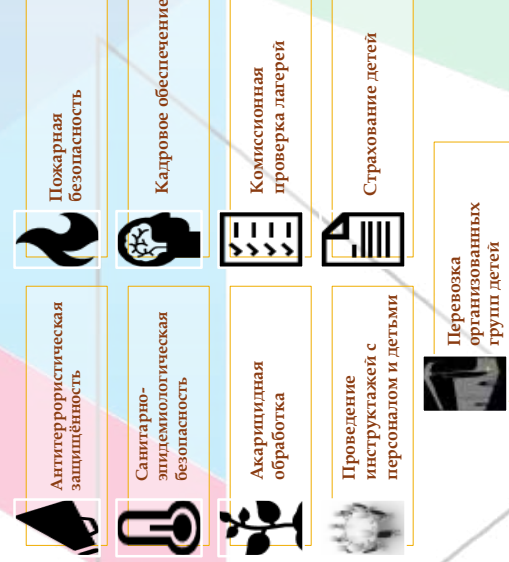 Антитеррористическая
защищённость
Пожарная
безопасность
Санитарно-
эпидемиологическая
безопасность
Кадровое обеспечение
Акарицидная
обработка
Комиссионная
проверка лагерей
Проведение
инструктажей с
персоналом и детьми
Страхование детей
Перевозка
организованных
групп детей